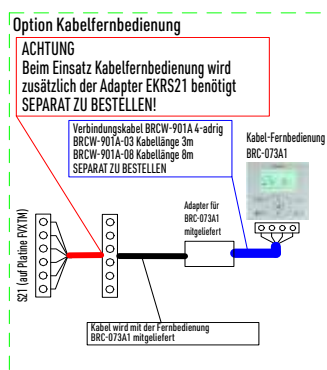 Option Kabelfernbedienung
ACHTUNG
Beim Einsatz Kabelfernbedienung wird
zusätzlich der Adapter EKRS21 benötigt
SEPARAT ZU BESTELLEN!
Verbindungskabel BRCW-901A 4-adrig
BRCW-901A-03 Kabellänge 3m
BRCW-901A-08 Kabellänge 8m
SEPARAT ZU BESTELLEN
Kabel-Fernbedienung
BRC-073A1
Adapter für
BRC-073A1
mitgeliefert
S21 (auf Platine P/XTM)
Kabel wird mit der Fernbedienung
BRC-073A1 mitgeliefert